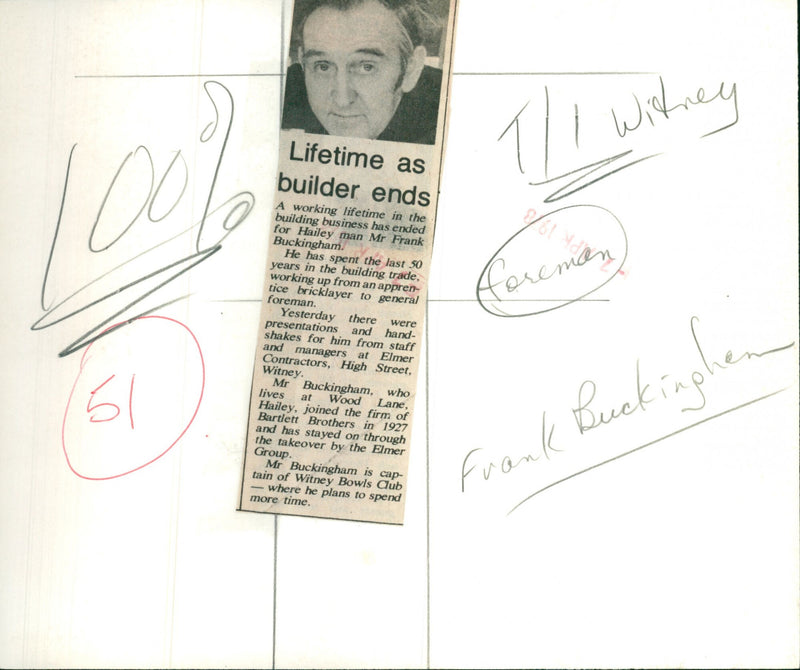 100%
51
Lifetime as
builder ends
A working lifetime in the
building business has ended
for Hailey man Mr Frank
Buckingham.
He has spent the last 50
years in the building trade,
working up from an appren-
tice bricklayer to general
foreman.
Yesterday there were
presentations and hand-
shakes for him from staff
and managers at Elmer
Contractors, High Street,
Witney.
Mr Buckingham, who
lives at Wood Lane,
Hailey, joined the firm of
Bartlett Brothers in 1927
and has stayed on through
the takeover by the Elmer
Group.
Mr Buckingham is cap-
tain of Witney Bowls Club
— where he plans to spend
more time.
T/1 Witney
foreman
Frank Buckingham